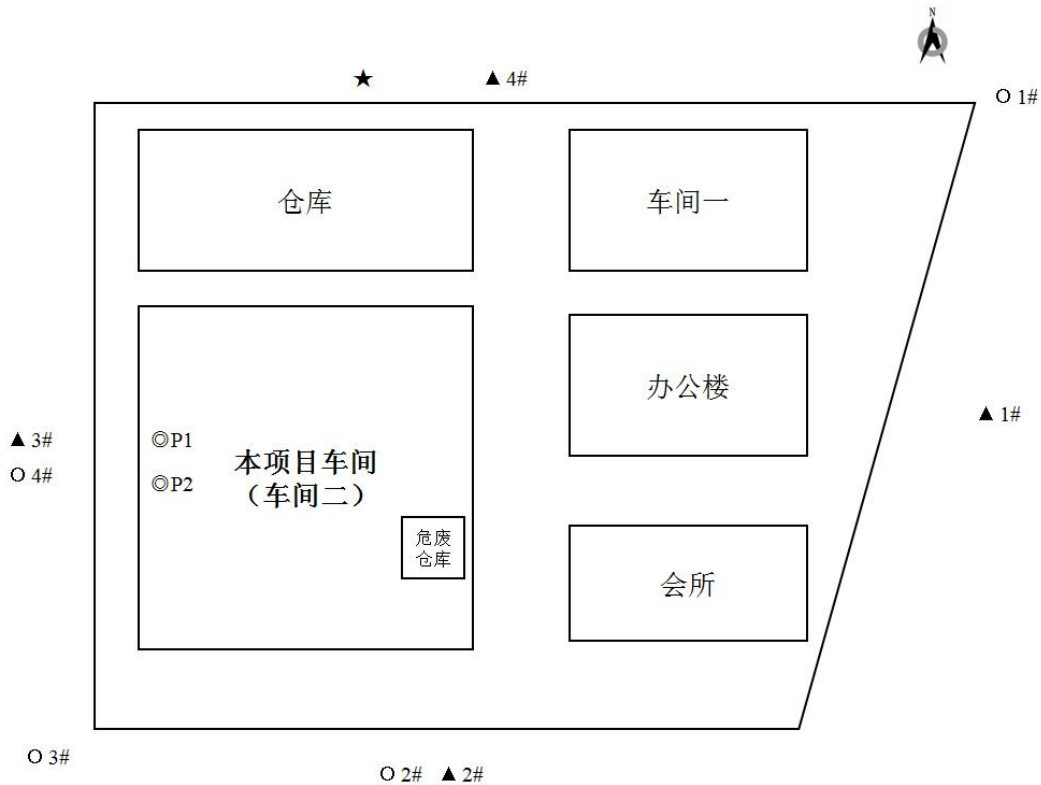 N
★ ▲ 4#
○ 1#
仓库
车间一
办公楼
▲ 1#
▲ 3#
○ 4#
◎P1
◎P2
本项目车间
（车间二）
危废
仓库
会所
○ 3#
○ 2# ▲ 2#